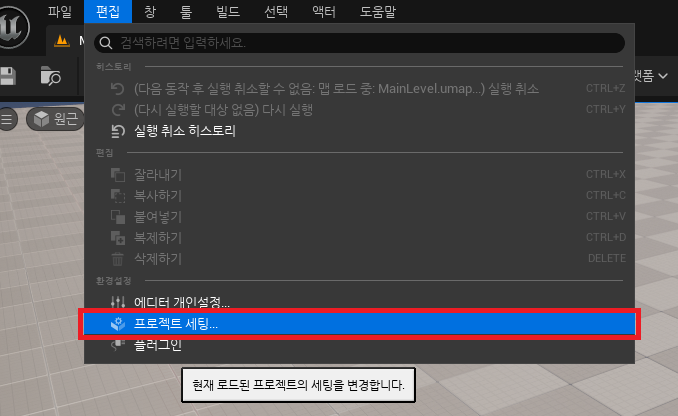 파일 편집 창 툴 빌드 선택 액터 도움말
M
검색하려면 입력하세요.
랫폼
히스토리
(다음 동작 후 실행 취소할 수 없음: 맵 로드 중: MainLevel.umap...) 실행 취소 CTRL+Z
(다시 실행할 대상 없음) 다시 실행 CTRL+Y
원근
실행 취소 히스토리
편집
잘라내기 CTRL+X
복사하기 CTRL+C
붙여넣기 CTRL+V
복제하기 CTRL+D
삭제하기 DELETE
환경설정
에디터 개인설정...
프로젝트 세팅...
플러그인
현재 로드된 프로젝트의 세팅을 변경합니다.